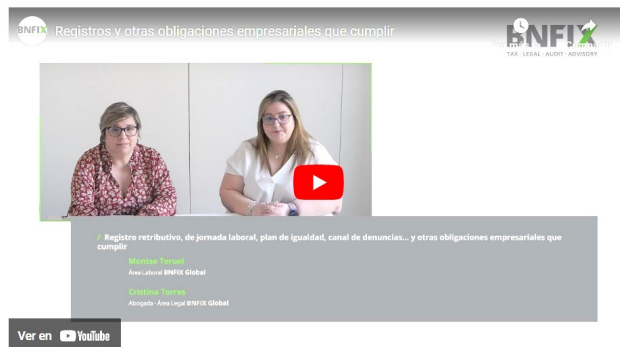 BNFIX
Registros y otras obligaciones empresariales que cumplir
BNFIX
TAX · LEGAL · AUDIT · ADVISORY
/ Registro retributivo, de jornada laboral, plan de igualdad, canal de denuncias... y otras obligaciones empresariales que
cumplir
Montse Teruel
Área Laboral BNFIX Global
Cristina Torres
Abogada - Área Legal BNFIX Global
Ver en YouTube